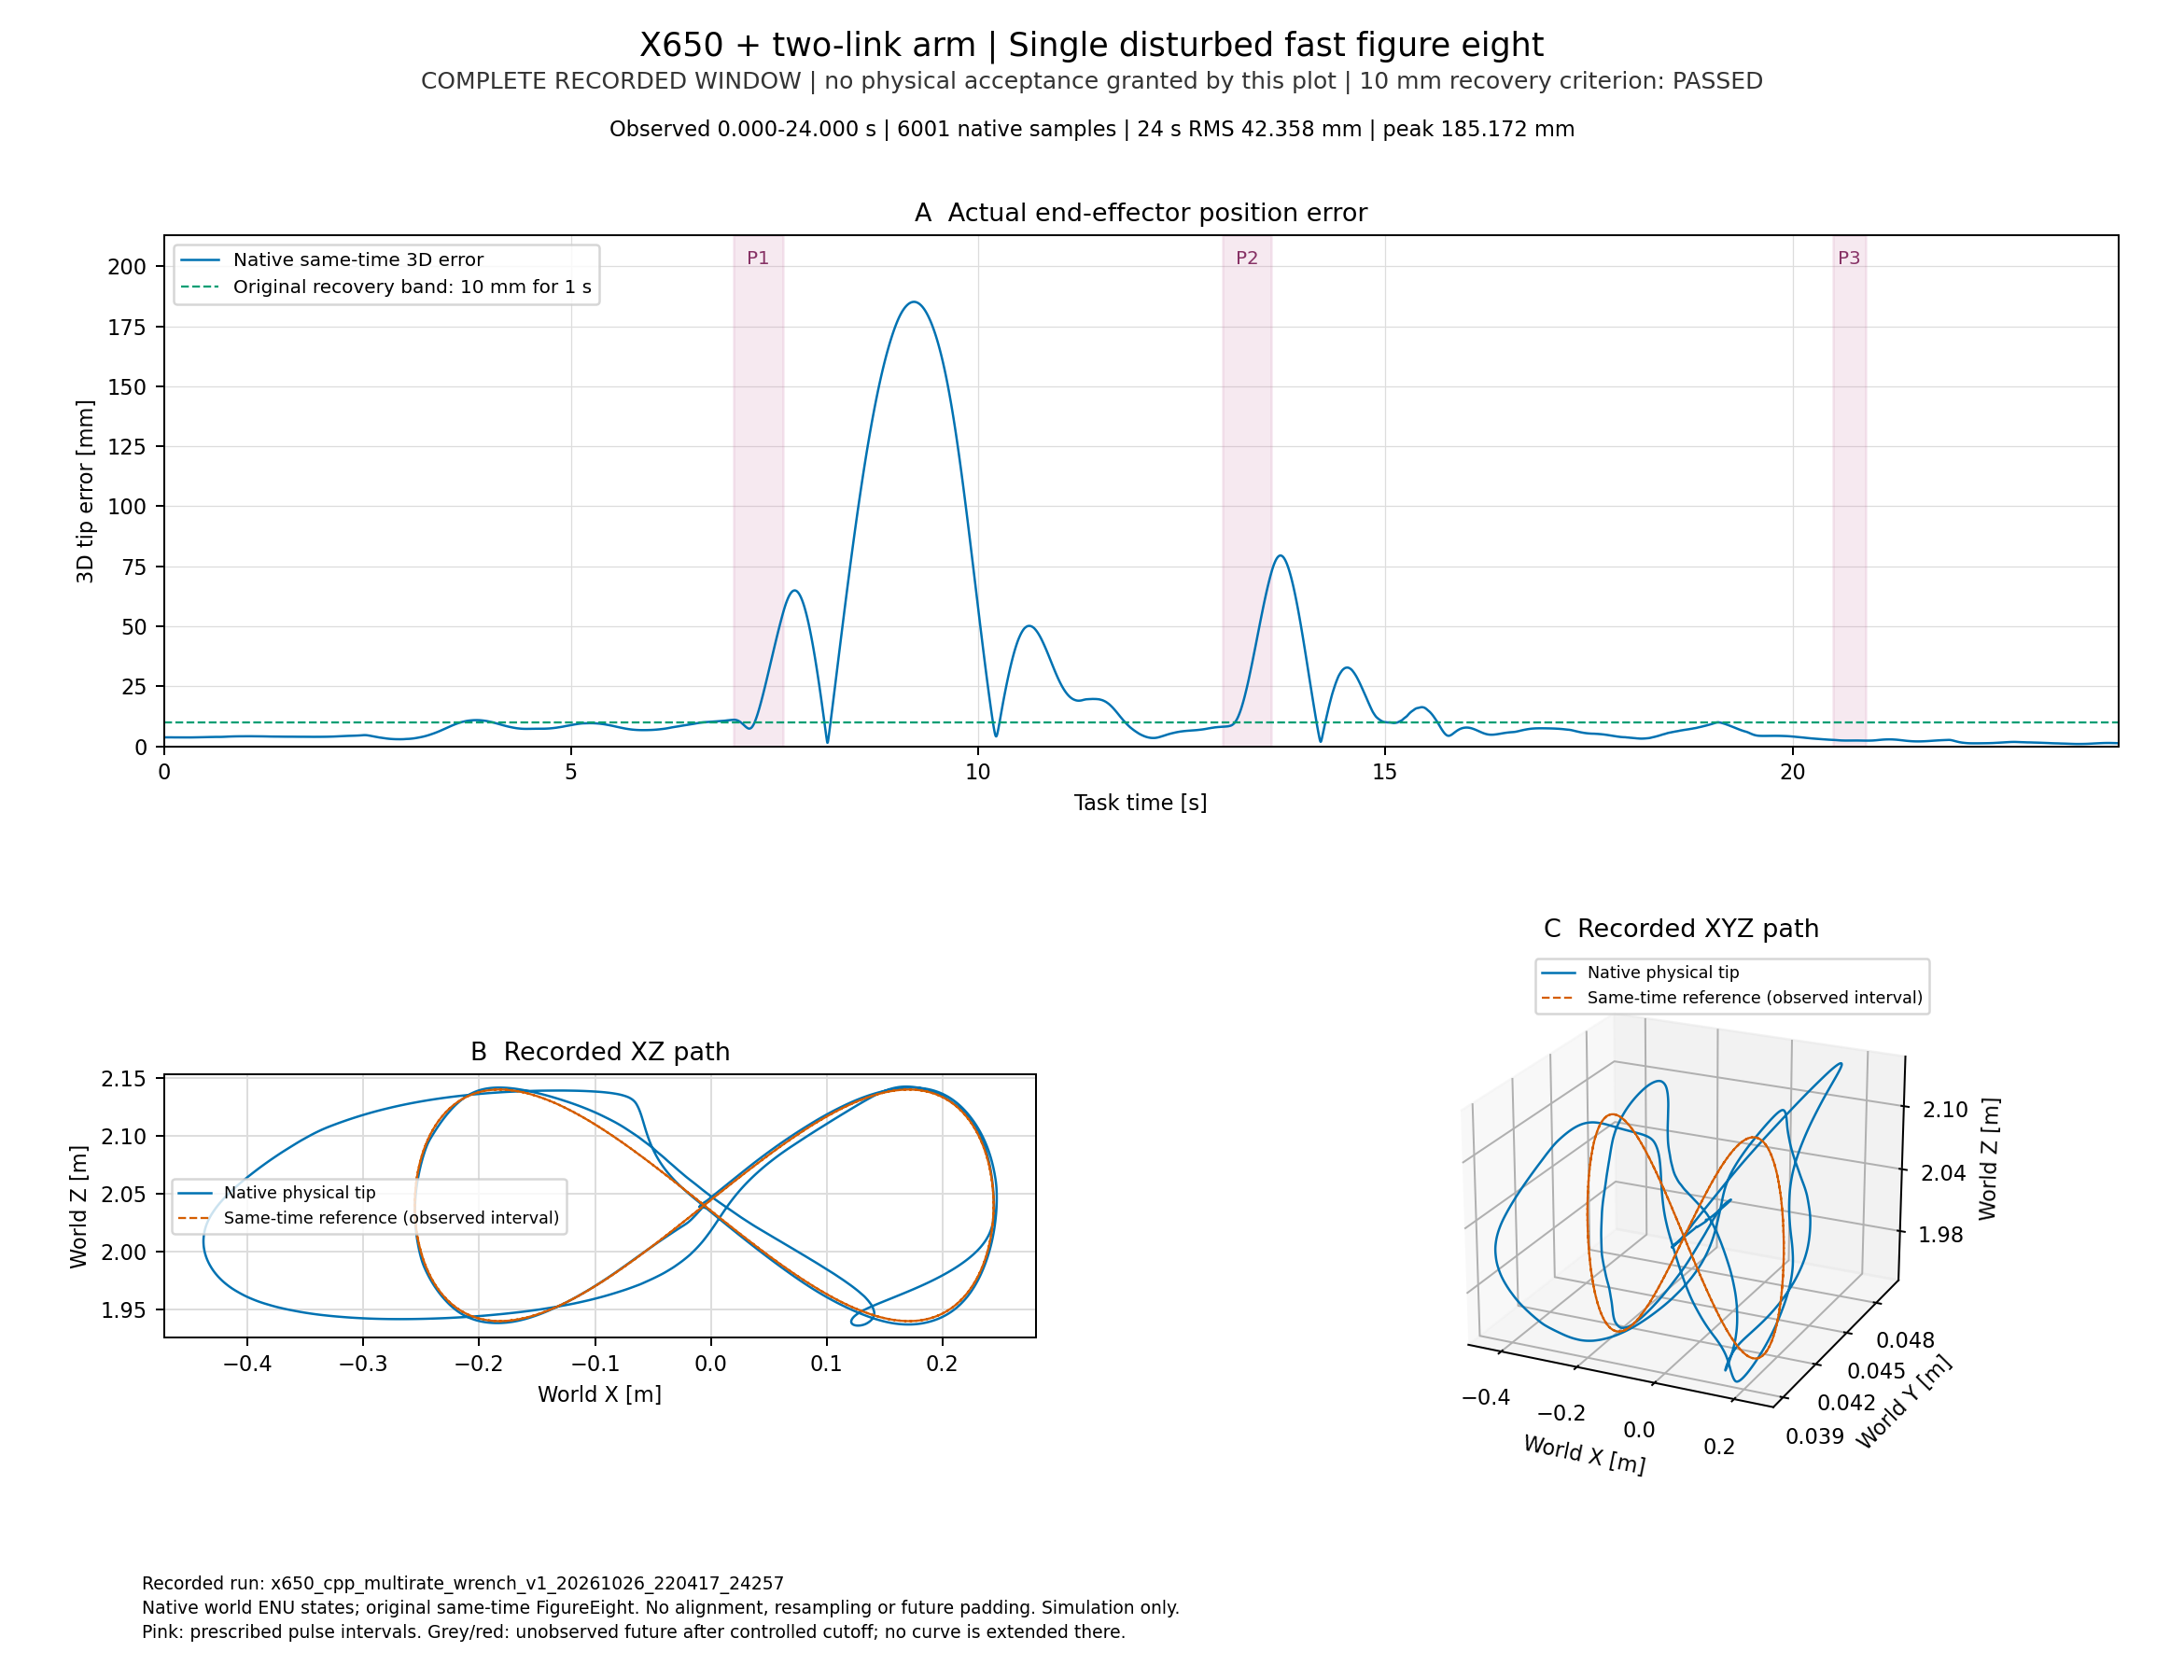 X650 + two-link arm | Single disturbed fast figure eight
COMPLETE RECORDED WINDOW | no physical acceptance granted by this plot | 10 mm recovery criterion: PASSED
Observed 0.000-24.000 s | 6001 native samples | 24 s RMS 42.358 mm | peak 185.172 mm
A  Actual end-effector position error
Native same-time 3D error
Original recovery band: 10 mm for 1 s
P1
P2
P3
200
175
150
125
100
75
50
25
0
3D tip error [mm]
0
5
10
15
20
Task time [s]
B  Recorded XZ path
Native physical tip
Same-time reference (observed interval)
2.15
2.10
2.05
2.00
1.95
World Z [m]
−0.4
−0.3
−0.2
−0.1
0.0
0.1
0.2
World X [m]
C  Recorded XYZ path
Native physical tip
Same-time reference (observed interval)
2.10
2.04
1.98
World Z [m]
0.048
0.045
0.042
0.039
World Y [m]
−0.4
−0.2
0.0
0.2
World X [m]
Recorded run: x650_cpp_multirate_wrench_v1_20261026_220417_24257
Native world ENU states; original same-time FigureEight. No alignment, resampling or future padding. Simulation only.
Pink: prescribed pulse intervals. Grey/red: unobserved future after controlled cutoff; no curve is extended there.